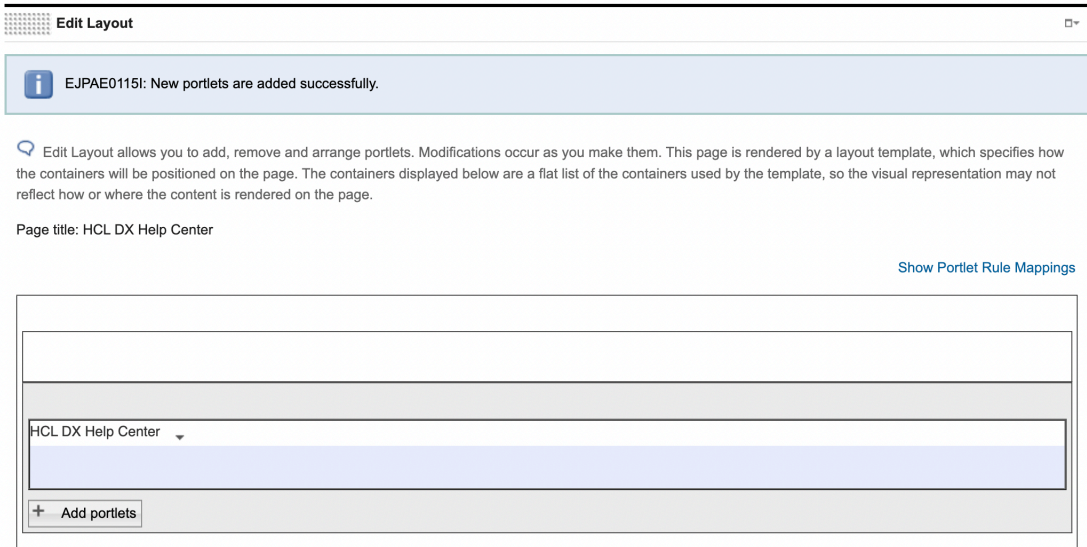 Edit Layout
EJPAE0115I: New portlets are added successfully.
Edit Layout allows you to add, remove and arrange portlets. Modifications occur as you make them. This page is rendered by a layout template, which specifies how
the containers will be positioned on the page. The containers displayed below are a flat list of the containers used by the template, so the visual representation may not
reflect how or where the content is rendered on the page.
Page title: HCL DX Help Center
Show Portlet Rule Mappings
HCL DX Help Center
+ Add portlets